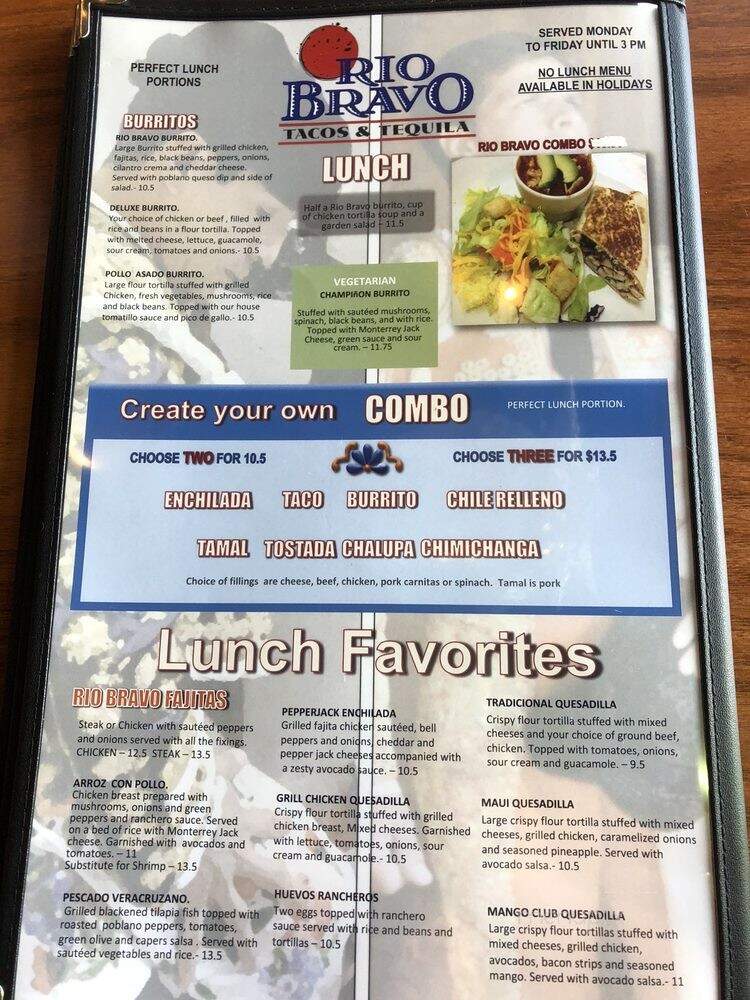 PERFECT LUNCH
PORTIONS
RIO
BRAVO
TACOS & TEQUILA
SERVED MONDAY
TO FRIDAY UNTIL 3 PM
NO LUNCH MENU
AVAILABLE IN HOLIDAYS
BURRITOS
RIO BRAVO BURRITO.
Large Burrito stuffed with grilled chicken,
fajitas, rice, black beans, peppers, onions,
cilantro crema and cheddar cheese.
Served with poblano queso dip and side of
salad.- 10.5
DELUXE BURRITO.
Your choice of chicken or beef , filled with
rice and beans in a flour tortilla. Topped
with melted cheese, lettuce, guacamole,
sour cream, tomatoes and onions.- 10.5
POLLO ASADO BURRITO.
Large flour tortilla stuffed with grilled
Chicken, fresh vegetables, mushrooms, rice
and black beans. Topped with our house
tomatillo sauce and pico de gallo.- 10.5
LUNCH
Half a Rio Bravo burrito, cup
of chicken tortilla soup and a
garden salad – 11.5
VEGETARIAN
CHAMPIñON BURRITO
Stuffed with sautéed mushrooms,
spinach, black beans, and with rice.
Topped with Monterrey Jack
Cheese, green sauce and sour
cream. – 11.75
RIO BRAVO COMBO
Create your own COMBO
PERFECT LUNCH PORTION.
CHOOSE TWO FOR 10.5
CHOOSE THREE FOR $13.5
ENCHILADA TACO BURRITO CHILE RELLENO
TAMAL TOSTADA CHALUPA CHIMICHANGA
Choice of fillings are cheese, beef, chicken, pork carnitas or spinach. Tamal is pork
Lunch Favorites
RIO BRAVO FAJITAS
Steak or Chicken with sautéed peppers
and onions served with all the fixings.
CHICKEN – 12.5 STEAK – 13.5
ARROZ CON POLLO.
Chicken breast prepared with
mushrooms, onions and green
peppers and ranchero sauce. Served
on a bed of rice with Monterrey Jack
cheese. Garnished with avocados and
tomatoes. – 11
Substitute for Shrimp – 13.5
PESCADO VERACRUZANO.
Grilled blackened tilapia fish topped with
roasted poblano peppers, tomatoes,
green olive and capers salsa . Served with
sautéed vegetables and rice.- 13.5
PEPPERJACK ENCHILADA
Grilled fajita chicken sautéed, bell
peppers and onions, cheddar and
pepper jack cheeses accompanied with
a zesty avocado sauce. – 10.5
GRILL CHICKEN QUESADILLA
Crispy flour tortilla stuffed with grilled
chicken breast, Mixed cheeses. Garnished
with lettuce, tomatoes, onions, sour
cream and guacamole.- 10.5
HUEVOS RANCHEROS
Two eggs topped with ranchero
sauce served with rice and beans and
tortillas – 10.5
TRADICIONAL QUESADILLA
Crispy flour tortilla stuffed with mixed
cheeses and your choice of ground beef,
chicken. Topped with tomatoes, onions,
sour cream and guacamole. – 9.5
MAUI QUESADILLA
Large crispy flour tortilla stuffed with mixed
cheeses, grilled chicken, caramelized onions
and seasoned pineapple. Served with
avocado salsa.- 10.5
MANGO CLUB QUESADILLA
Large crispy flour tortillas stuffed with
mixed cheeses, grilled chicken,
avocados, bacon strips and seasoned
mango. Served with avocado salsa.- 11